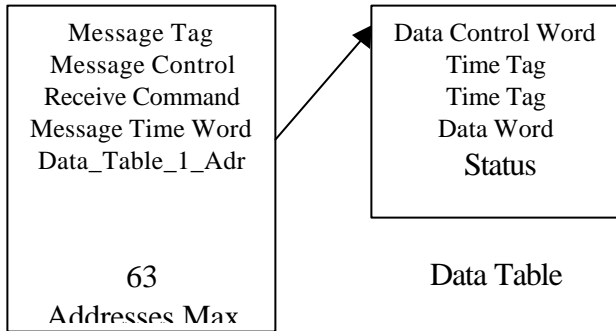 Message Tag
Message Control
Receive Command
Message Time Word
Data_Table_1_Adr
63
Addresses Max
Data Control Word
Time Tag
Time Tag
Data Word
Status
Data Table